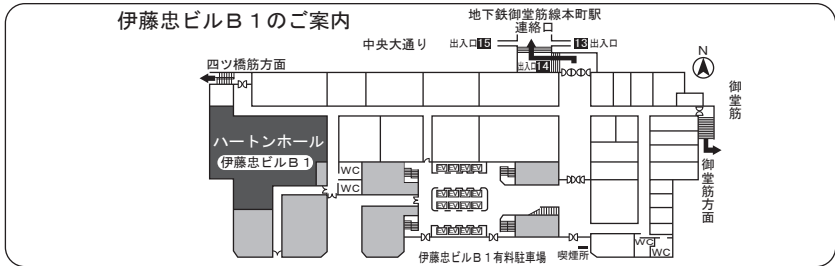 伊藤忠ビルB1のご案内
地下鉄御堂筋線本町駅
連絡口
中央大通り
出入口15
13出入口
出入口14
N
四ツ橋筋方面
御堂筋
ハートンホール
伊藤忠ビルB1
御堂筋方面
WC
WC
EV EV EV EV
EV EV EV EV
EV EV EV EV
EV EV EV EV
伊藤忠ビルB1有料駐車場
喫煙所
WC
WC